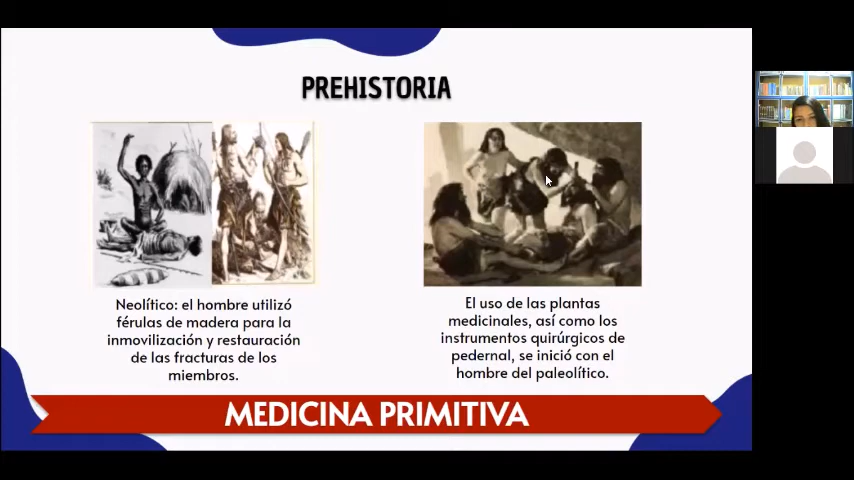 PREHISTORIA
Neolítico: el hombre utilizó
férulas de madera para la
inmovilización y restauración
de las fracturas de los
miembros.
El uso de las plantas
medicinales, así como los
instrumentos quirúrgicos de
pedernal, se inició con el
hombre del paleolítico.
MEDICINA PRIMITIVA